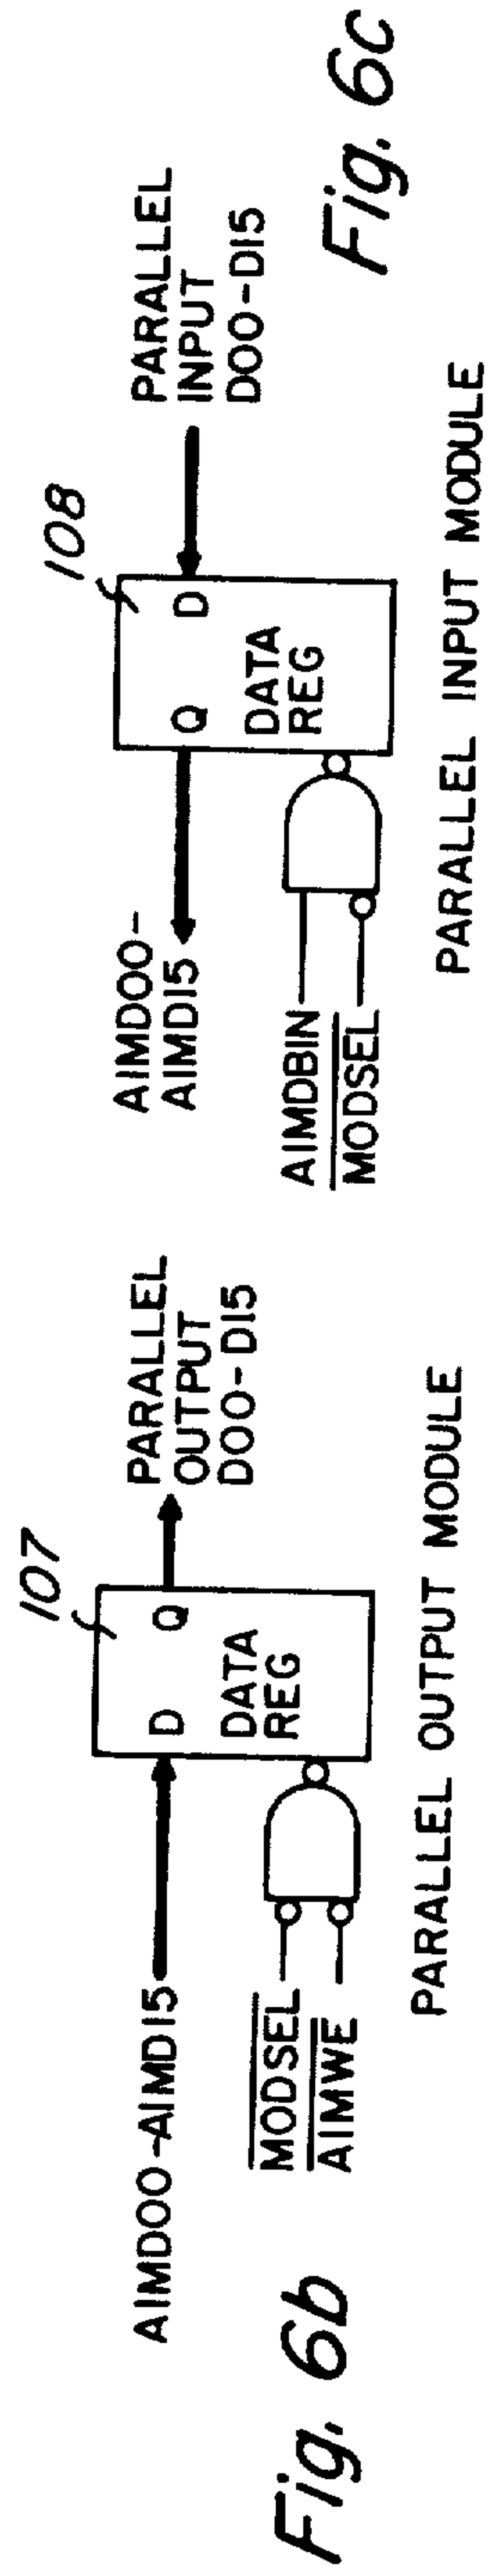 Fig. 6b
AIMD00-AIMD15
MODSEL
AIMWE
107
D
Q
DATA
REG
PARALLEL
OUTPUT
D00-D15
PARALLEL OUTPUT MODULE
AIMD00-
AIMD15
AIMDBIN
MODSEL
108
Q
D
DATA
REG
PARALLEL
INPUT
D00-D15
PARALLEL INPUT MODULE
Fig. 6c